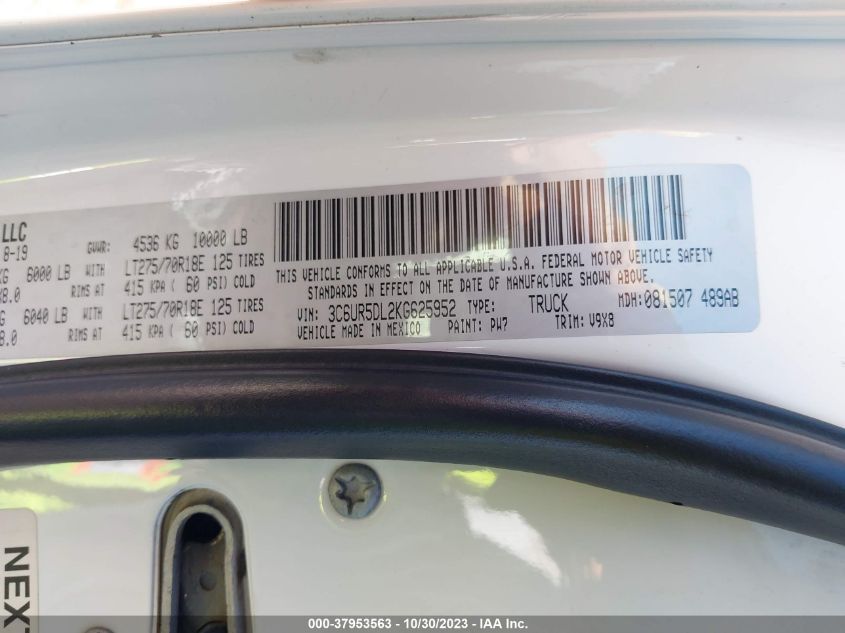 LLC
8-19
GVWR: 4536 KG 10000 LB
KG 6000 LB WITH LT275/70R18E 125 TIRES
X8.0 RIMS AT 415 KPA ( 60 PSI) COLD
G 6040 LB WITH LT275/70R18E 125 TIRES
8.0 RIMS AT 415 KPA ( 60 PSI) COLD
THIS VEHICLE CONFORMS TO ALL APPLICABLE U.S.A. FEDERAL MOTOR VEHICLE SAFETY
STANDARDS IN EFFECT ON THE DATE OF MANUFACTURE SHOWN ABOVE.
VIN: 3C6UR5DL2KG625952 TYPE: TRUCK MDH: 081507 489AB
VEHICLE MADE IN MEXICO PAINT: PW7 TRIM: V9X8
NEXT
000-37953563 | 10/30/2023 - IAA Inc.